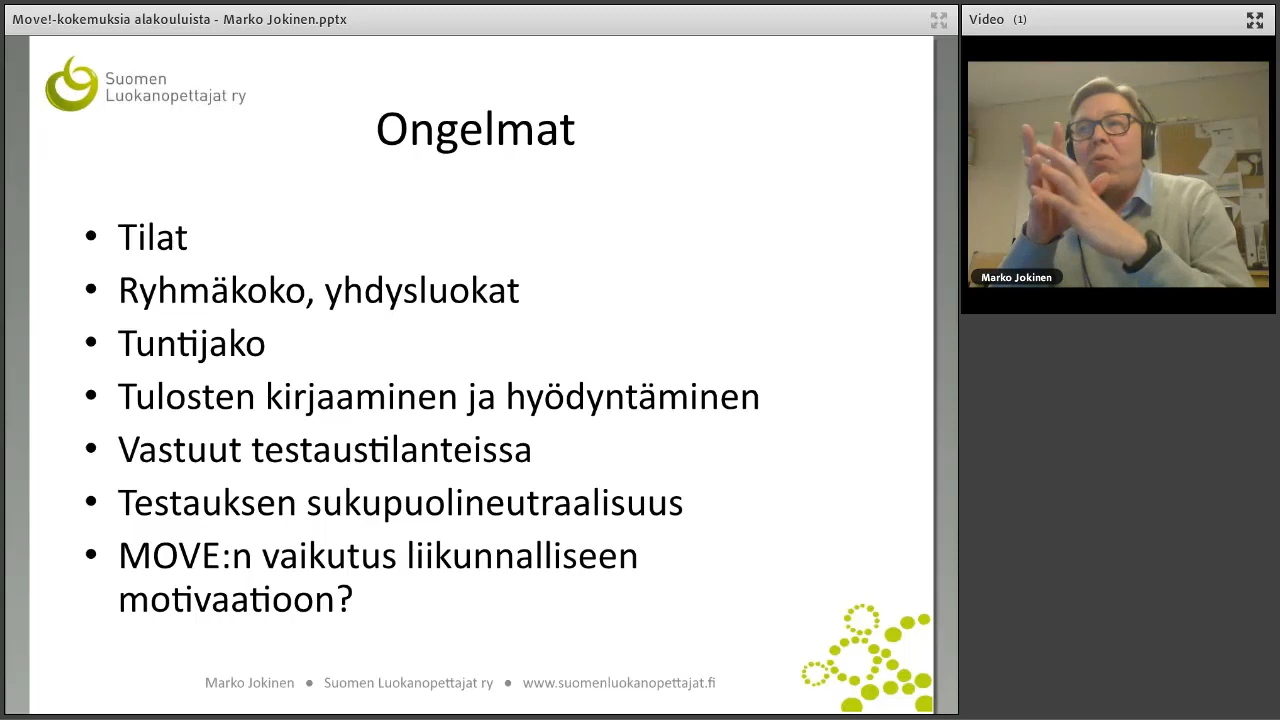 Move!-kokemuksia alakouluista - Marko Jokinen.pptx
Video (1)
Suomen
Luokanopettajat ry
Ongelmat
• Tilat
• Ryhmäkoko, yhdysluokat
• Tuntijako
• Tulosten kirjaaminen ja hyödyntäminen
• Vastuut testaustilanteissa
• Testauksen sukupuolineutraalisuus
• MOVE:n vaikutus liikunnalliseen
motivaatioon?
Marko Jokinen • Suomen Luokanopettajat ry • www.suomenluokanopettajat.fi
Marko Jokinen